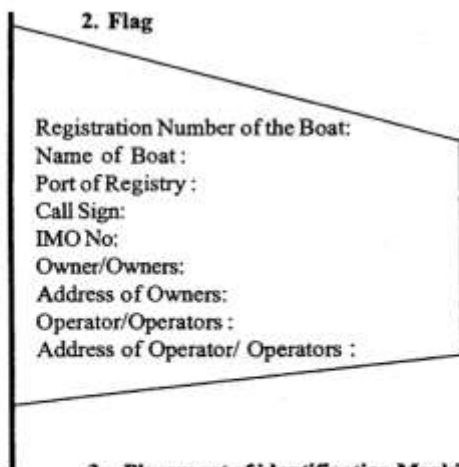 2. Flag
Registration Number of the Boat:
Name of Boat :
Port of Registry :
Call Sign:
IMO No:
Owner/Owners:
Address of Owners:
Operator/Operators :
Address of Operator/ Operators :